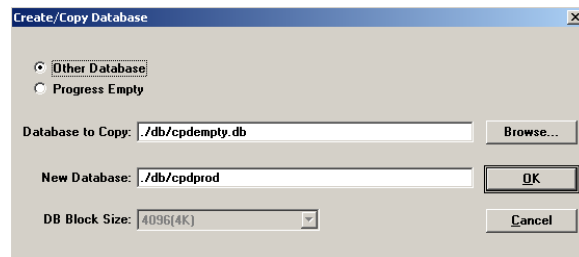 Create/Copy Database
Other Database
Progress Empty
Database to Copy: ./db/cpdempty.db Browse...
New Database: ./db/cpdprod OK
DB Block Size: 4096(4K) Cancel